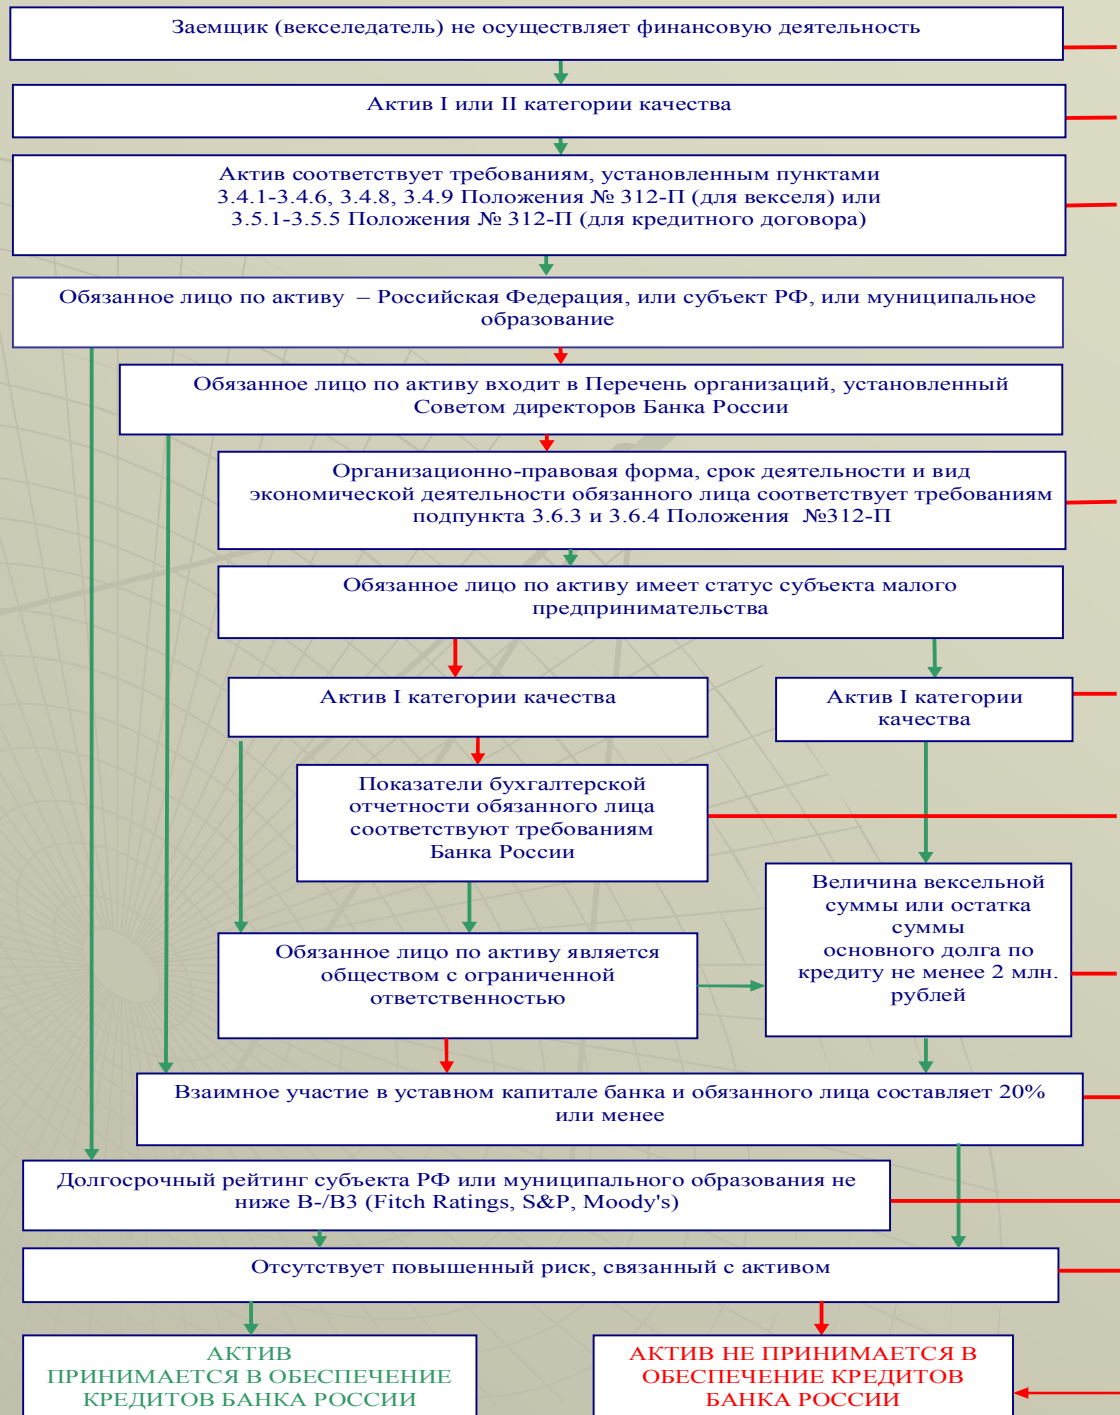 Заемщик (векселедатель) не осуществляет финансовую деятельность
Актив I или II категории качества
Актив соответствует требованиям, установленным пунктами
3.4.1-3.4.6, 3.4.8, 3.4.9 Положения № 312-П (для векселя) или
3.5.1-3.5.5 Положения № 312-П (для кредитного договора)
Обязанное лицо по активу – Российская Федерация, или субъект РФ, или муниципальное
образование
Обязанное лицо по активу входит в Перечень организаций, установленный
Советом директоров Банка России
Организационно-правовая форма, срок деятельности и вид
экономической деятельности обязанного лица соответствует требованиям
подпункта 3.6.3 и 3.6.4 Положения №312-П
Обязанное лицо по активу имеет статус субъекта малого
предпринимательства
Актив I категории качества
Актив I категории
качества
Показатели бухгалтерской
отчетности обязанного лица
соответствуют требованиям
Банка России
Величина вексельной
суммы или остатка
суммы
основного долга по
кредиту не менее 2 млн.
рублей
Обязанное лицо по активу является
обществом с ограниченной
ответственностью
Взаимное участие в уставном капитале банка и обязанного лица составляет 20%
или менее
Долгосрочный рейтинг субъекта РФ или муниципального образования не
ниже B-/B3 (Fitch Ratings, S&P, Moody's)
Отсутствует повышенный риск, связанный с активом
АКТИВ
ПРИНИМАЕТСЯ В ОБЕСПЕЧЕНИЕ
КРЕДИТОВ БАНКА РОССИИ
АКТИВ НЕ ПРИНИМАЕТСЯ В
ОБЕСПЕЧЕНИЕ КРЕДИТОВ
БАНКА РОССИИ